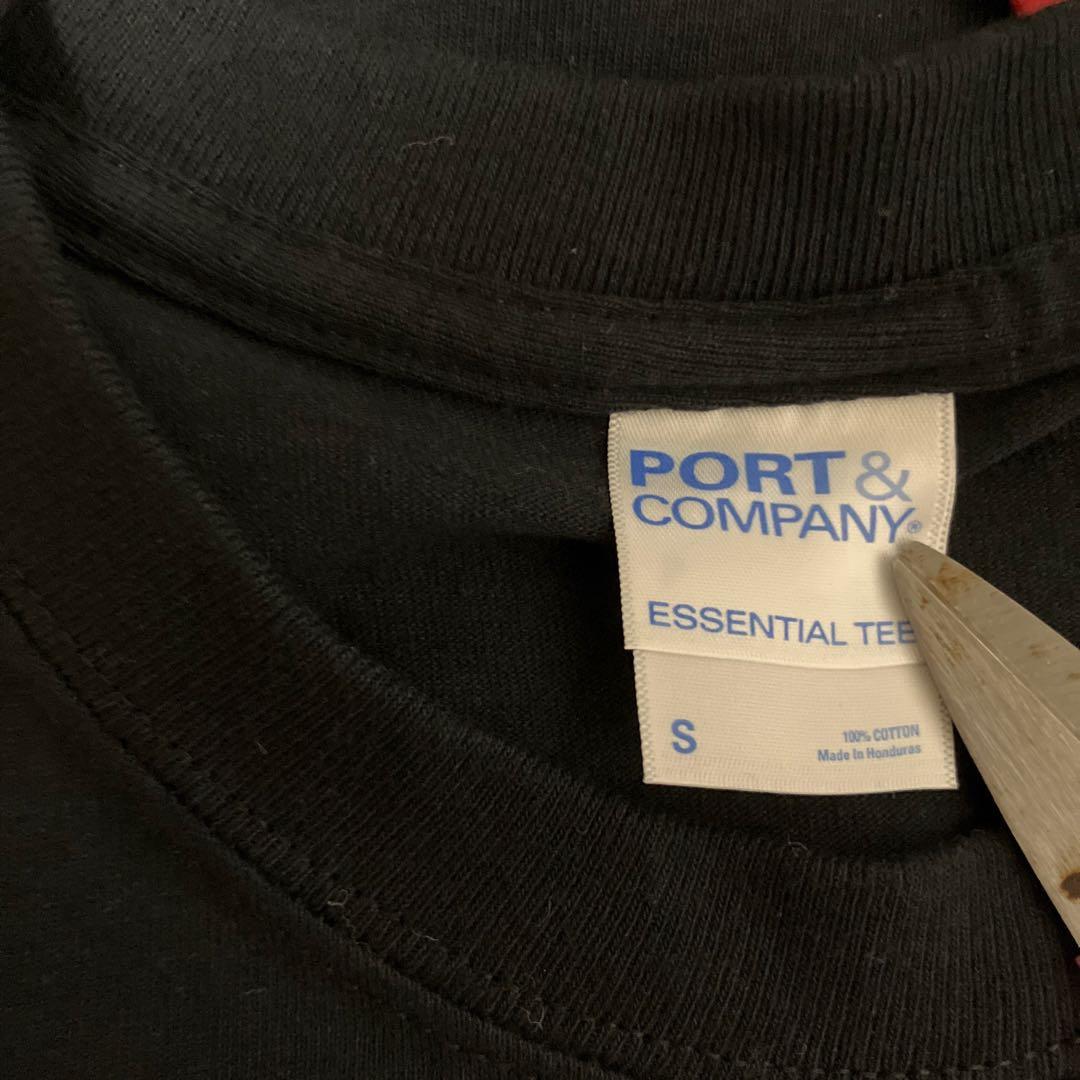 PORT &
COMPANY®
ESSENTIAL TEE
S
100% COTTON
Made In Honduras